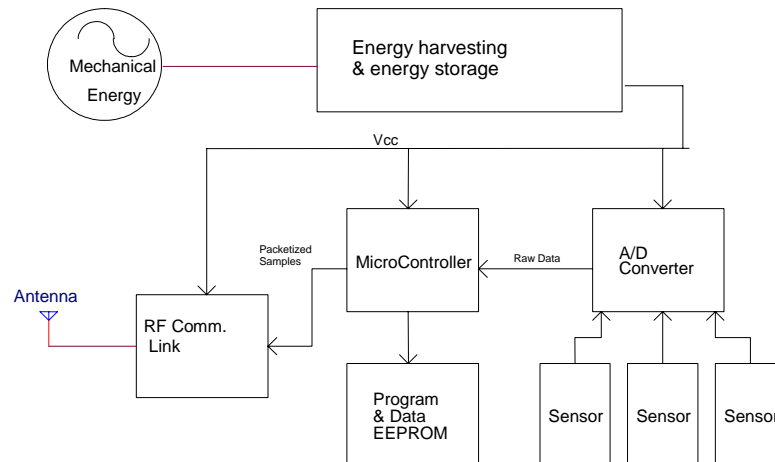 Mechanical
Energy
Energy harvesting
& energy storage
Vcc
Packetized
Samples
MicroController
Raw Data
A/D
Converter
Antenna
RF Comm.
Link
Program
& Data
EEPROM
Sensor
Sensor
Sensor